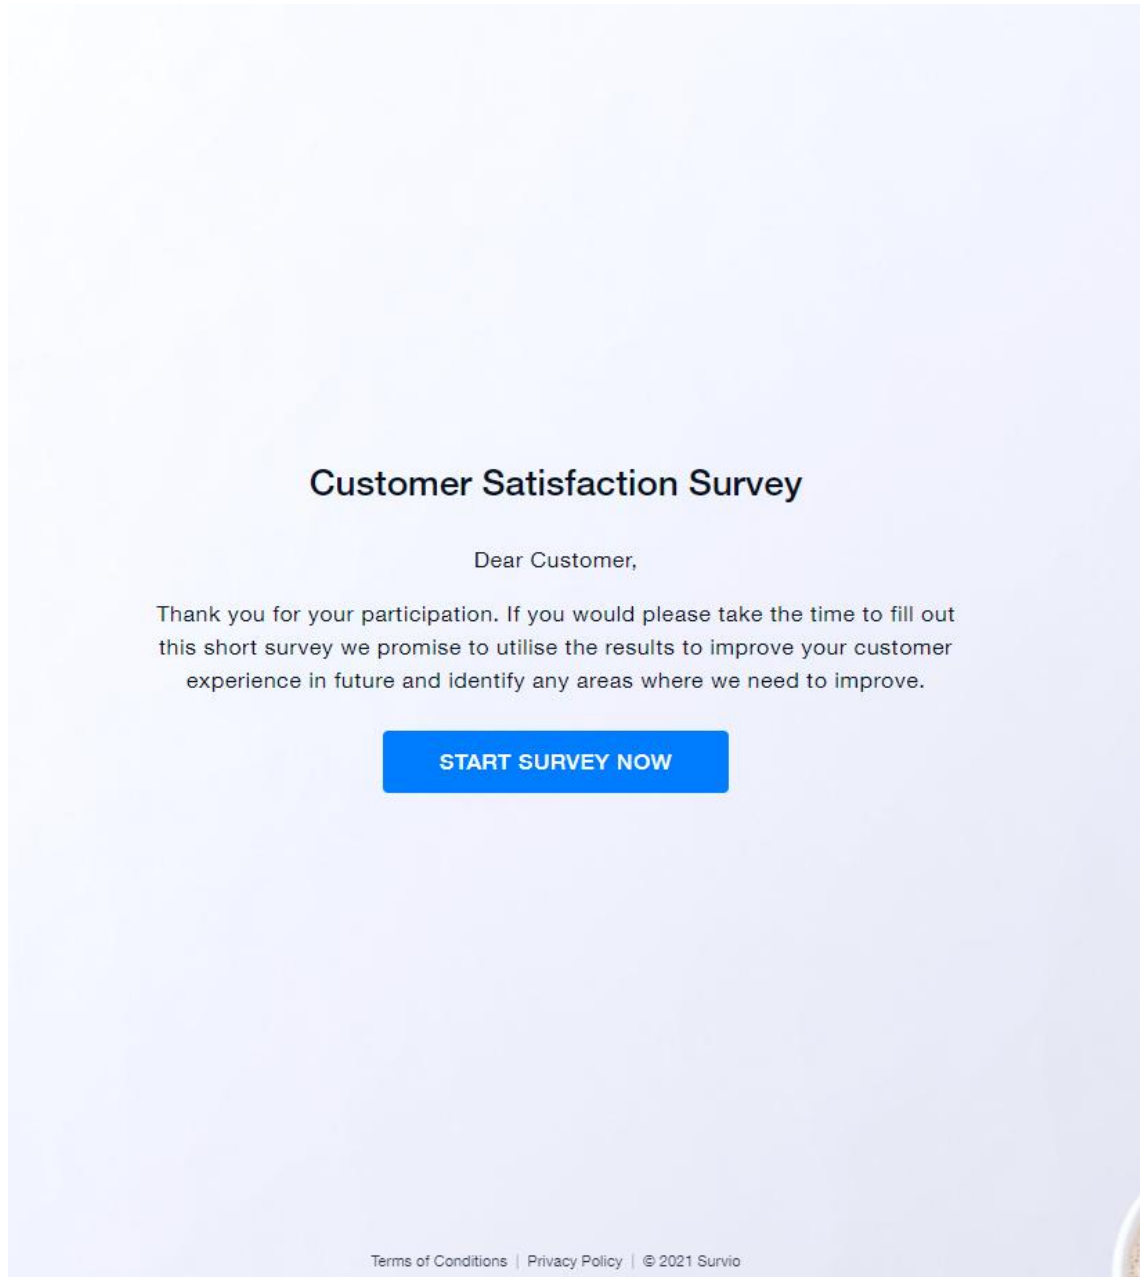 Customer Satisfaction Survey
Dear Customer,
Thank you for your participation. If you would please take the time to fill out
this short survey we promise to utilise the results to improve your customer
experience in future and identify any areas where we need to improve.
START SURVEY NOW
Terms of Conditions | Privacy Policy | © 2021 Survio